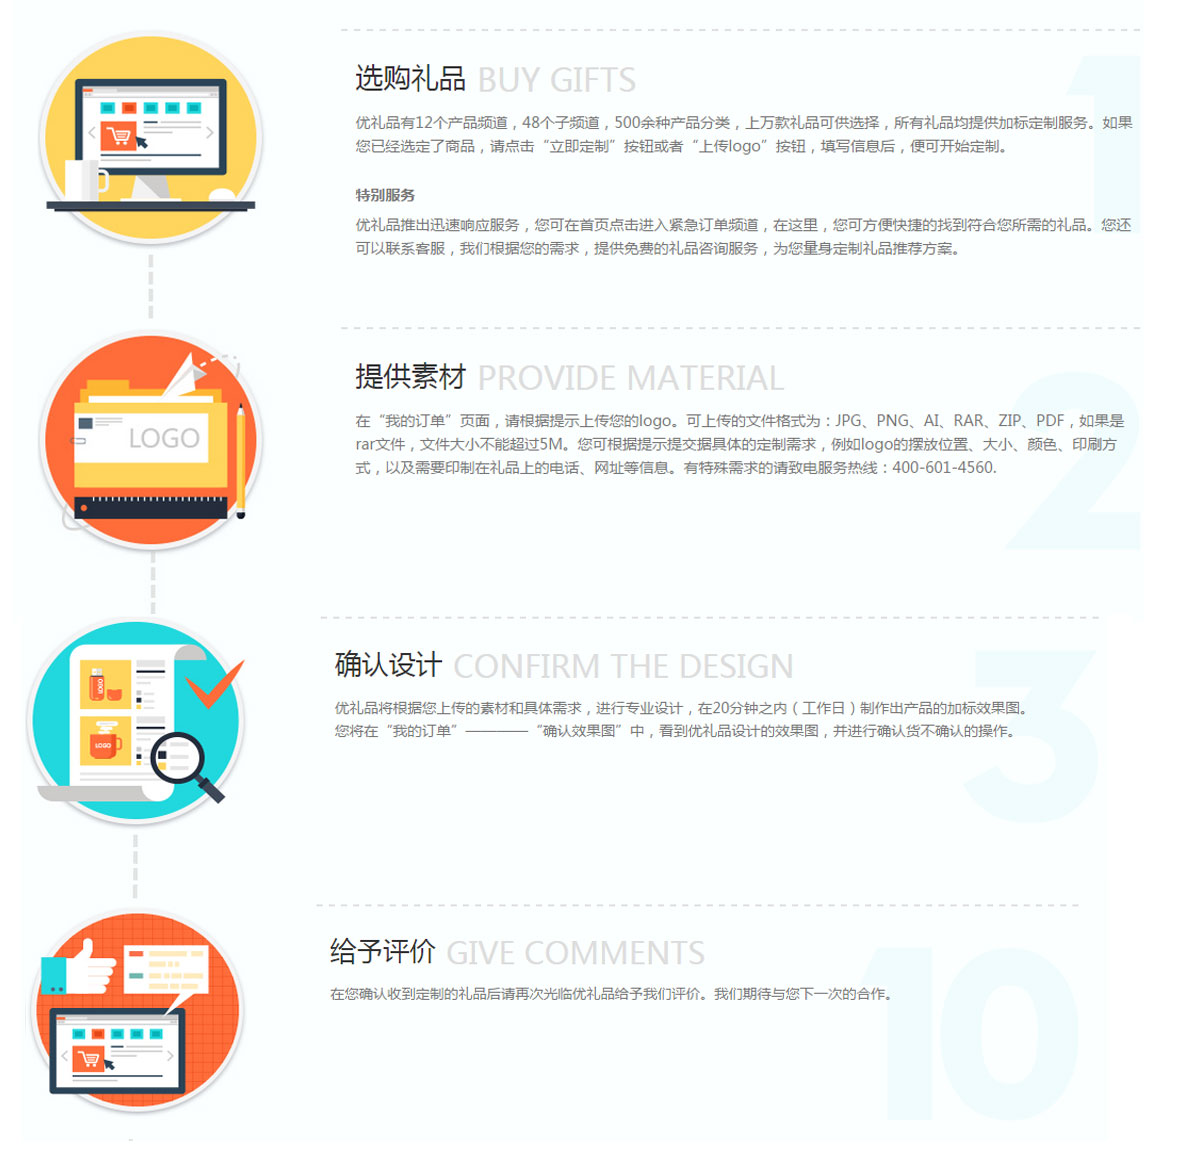 选购礼品 BUY GIFTS
1
优礼品有12个产品频道，48个子频道，500余种产品分类，上万款礼品可供选择，所有礼品均提供加标定制服务。如果
您已经选定了商品，请点击“立即定制”按钮或者“上传logo”按钮，填写信息后，便可开始定制。
特别服务
优礼品推出迅速响应服务，您可在首页点击进入紧急订单频道，在这里，您可方便快捷的找到符合您所需的礼品。您还
可以联系客服，我们根据您的需求，提供免费的礼品咨询服务，为您量身定制礼品推荐方案。
提供素材 PROVIDE MATERIAL
2
LOGO
在“我的订单”页面，请根据提示上传您的logo。可上传的文件格式为：JPG、PNG、AI、RAR、ZIP、PDF，如果是
rar文件，文件大小不能超过5M。您可根据提示提交据具体的定制需求，例如logo的摆放位置、大小、颜色、印刷方
式，以及需要印制在礼品上的电话、网址等信息。有特殊需求的请致电服务热线：400-601-4560.
确认设计 CONFIRM THE DESIGN
3
LOGO
LOGO
优礼品将根据您上传的素材和具体需求，进行专业设计，在20分钟之内（工作日）制作出产品的加标效果图。
您将在“我的订单”————“确认效果图”中，看到优礼品设计的效果图，并进行确认货不确认的操作。
给予评价 GIVE COMMENTS
10
在您确认收到定制的礼品后请再次光临优礼品给予我们评价。我们期待与您下一次的合作。